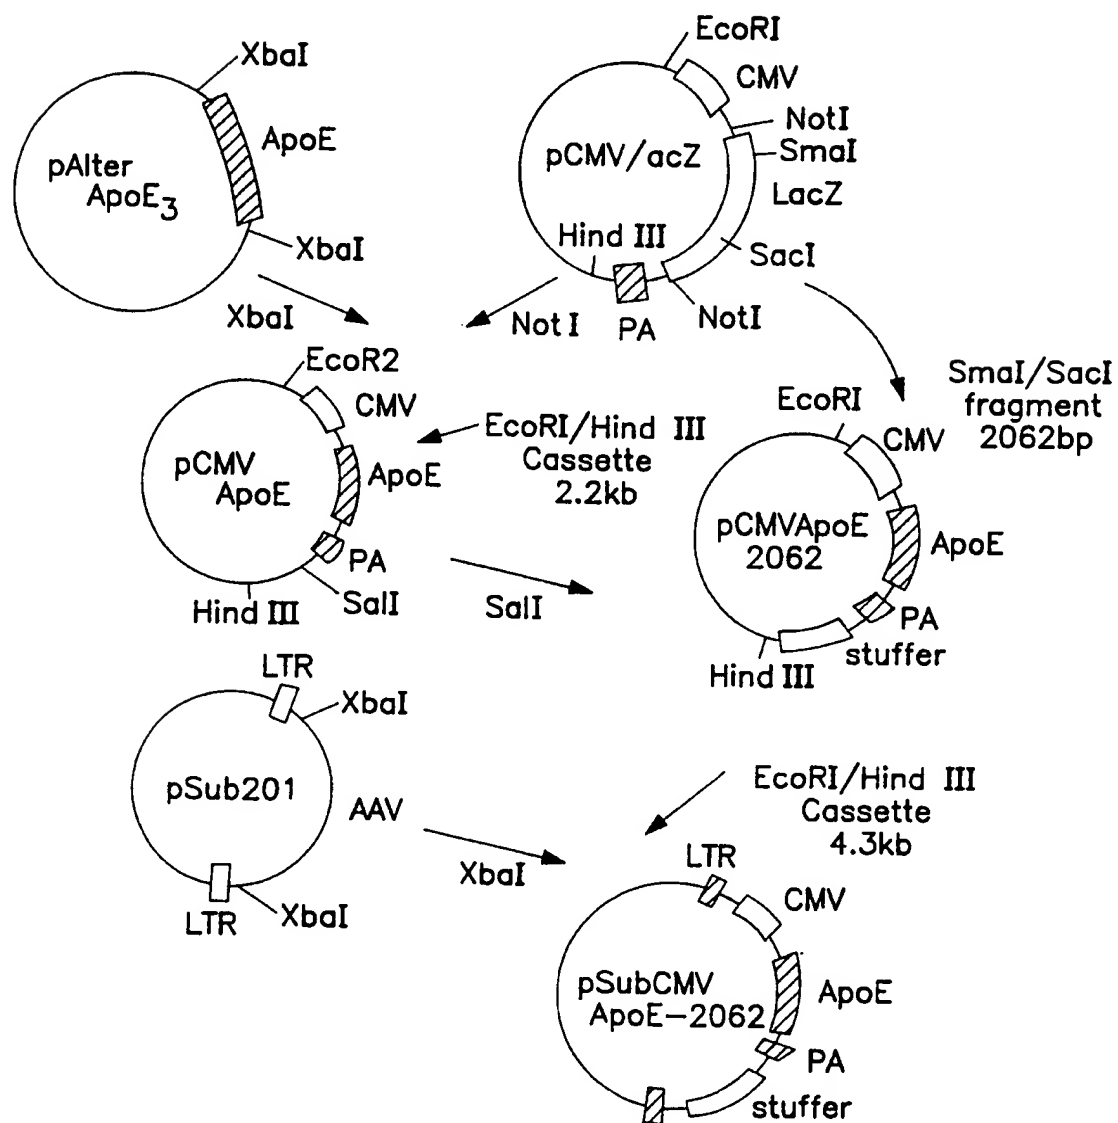 XbaI
ApoE
pAlter
ApoE3
XbaI
XbaI
EcoRI
CMV
NotI
SmaI
pCMV/acZ
LacZ
Hind III
SacI
Not I
PA
NotI
EcoR2
CMV
pCMV
ApoE
ApoE
EcoRI/Hind III
Cassette
2.2kb
PA
SalI
Hind III
SalI
SmaI/SacI
fragment
2062bp
EcoRI
CMV
pCMVApoE
2062
ApoE
PA
stuffer
Hind III
LTR
XbaI
pSub201
AAV
XbaI
LTR
XbaI
EcoRI/Hind III
Cassette
4.3kb
LTR
CMV
pSubCMV
ApoE-2062
ApoE
PA
stuffer